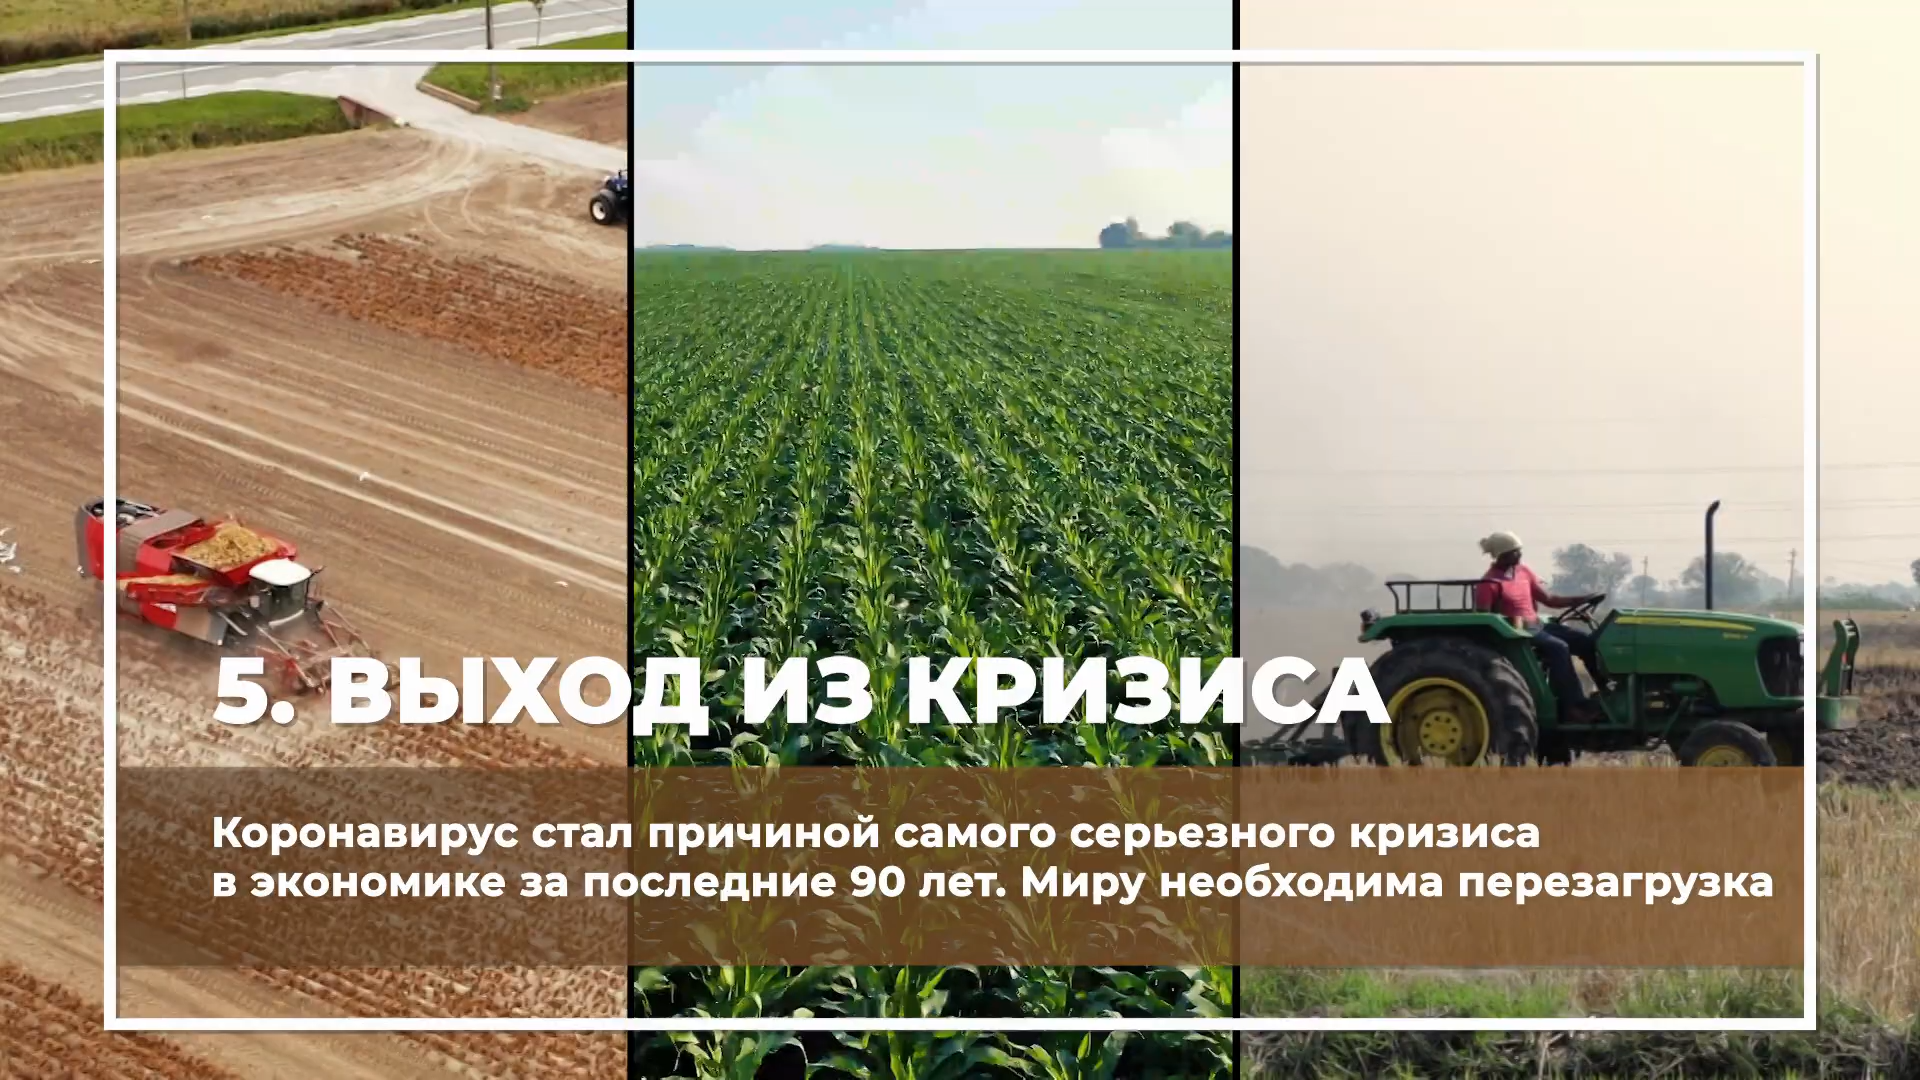 5. ВЫХОД ИЗ КРИЗИСА
Коронавирус стал причиной самого серьезного кризиса
в экономике за последние 90 лет. Миру необходима перезагрузка